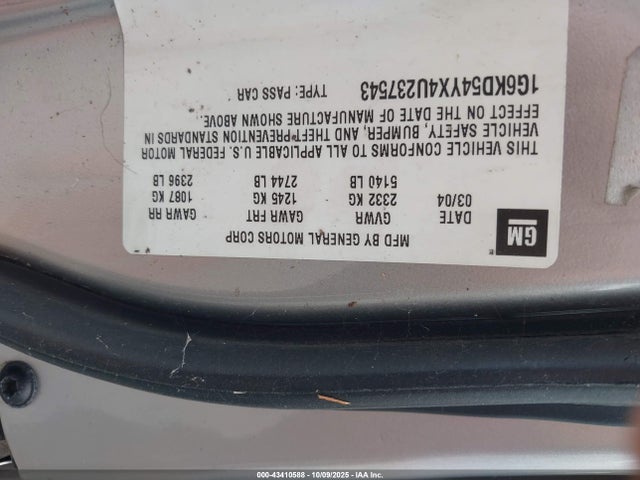 MFD BY GENERAL MOTORS CORP
GM
DATE GVWR GAWR FRT GAWR RR
03/04 2332 KG 1245 KG 1087 KG
5140 LB 2744 LB 2396 LB
THIS VEHICLE CONFORMS TO ALL APPLICABLE U.S. FEDERAL MOTOR
VEHICLE SAFETY, BUMPER, AND THEFT PREVENTION STANDARDS IN
EFFECT ON THE DATE OF MANUFACTURE SHOWN ABOVE.
1G6KD54YX4U237543 TYPE: PASS CAR
000-43410588 - 10/09/2025 - IAA Inc.